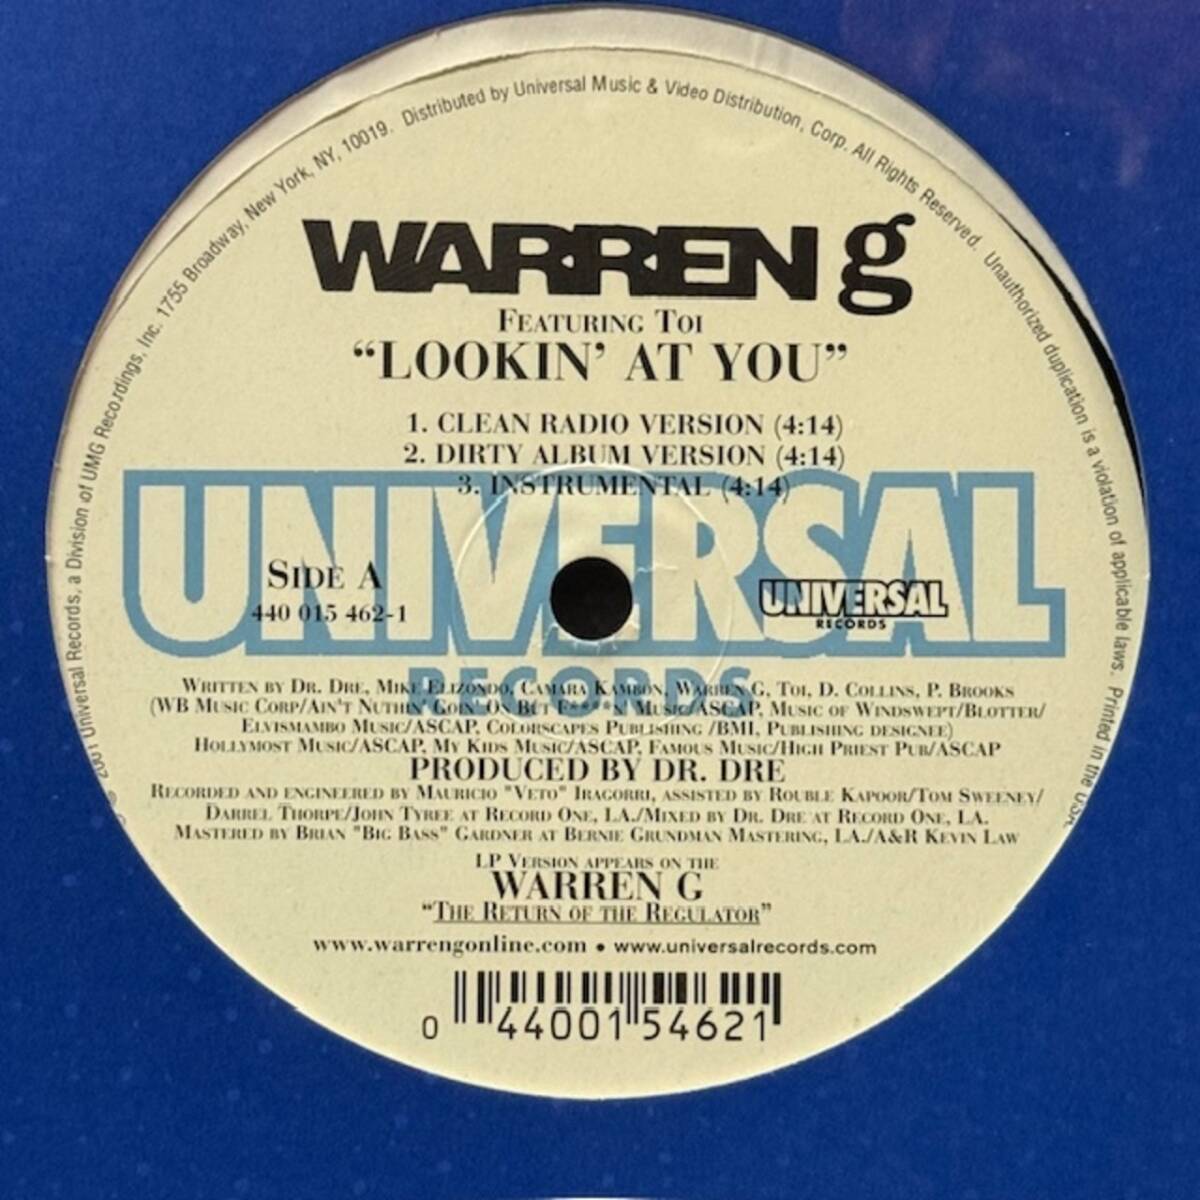 ℗ © 2001 Universal Records, a Division of UMG Recordings, Inc. 1755 Broadway, New York, NY, 10019. Distributed by Universal Music & Video Distribution, Corp. All Rights Reserved. Unauthorized duplication is a violation of applicable laws. Printed in the USA.
WARREN g
FEATURING TOI
“LOOKIN’ AT YOU”
1. CLEAN RADIO VERSION (4:14)
2. DIRTY ALBUM VERSION (4:14)
3. INSTRUMENTAL (4:14)
UNIVERSAL
RECORDS
SIDE A
440 015 462-1
UNIVERSAL
RECORDS
WRITTEN BY DR. DRE, MIKE ELIZONDO, CAMARA KAMBON, WARREN G, TOI, D. COLLINS, P. BROOKS
(WB MUSIC CORP/AIN'T NUTHIN' GOIN' ON BUT F****N' MUSIC/ASCAP, MUSIC OF WINDSWEPT/BLOTTER/
ELVISMAMBO MUSIC/ASCAP, COLORSCAPES PUBLISHING /BMI, PUBLISHING DESIGNEE)
HOLLYMOST MUSIC/ASCAP, MY KIDS MUSIC/ASCAP, FAMOUS MUSIC/HIGH PRIEST PUB/ASCAP
PRODUCED BY DR. DRE
RECORDED AND ENGINEERED BY MAURICIO "VETO" IRAGORRI, ASSISTED BY ROUBLE KAPOOR/TOM SWEENEY/
DARREL THORPE/JOHN TYREE AT RECORD ONE, LA./MIXED BY DR. DRE AT RECORD ONE, LA.
MASTERED BY BRIAN "BIG BASS" GARDNER AT BERNIE GRUNDMAN MASTERING, LA./A&R KEVIN LAW
LP VERSION APPEARS ON THE
WARREN G
“THE RETURN OF THE REGULATOR”
www.warrengonline.com • www.universalrecords.com
0 44001 54621